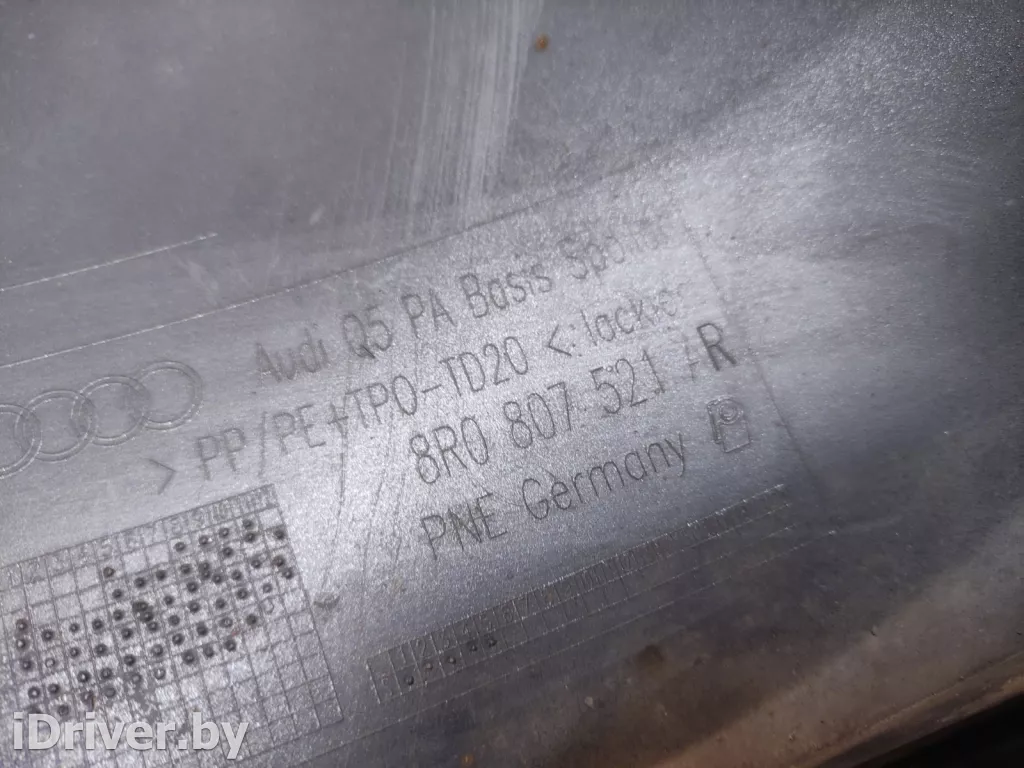 Audi Q5 PA Basis Spoiler
>PP/PE+TPO-TD20 <:lackier
8R0 807 521 /R
PNE Germany
iDriver.by